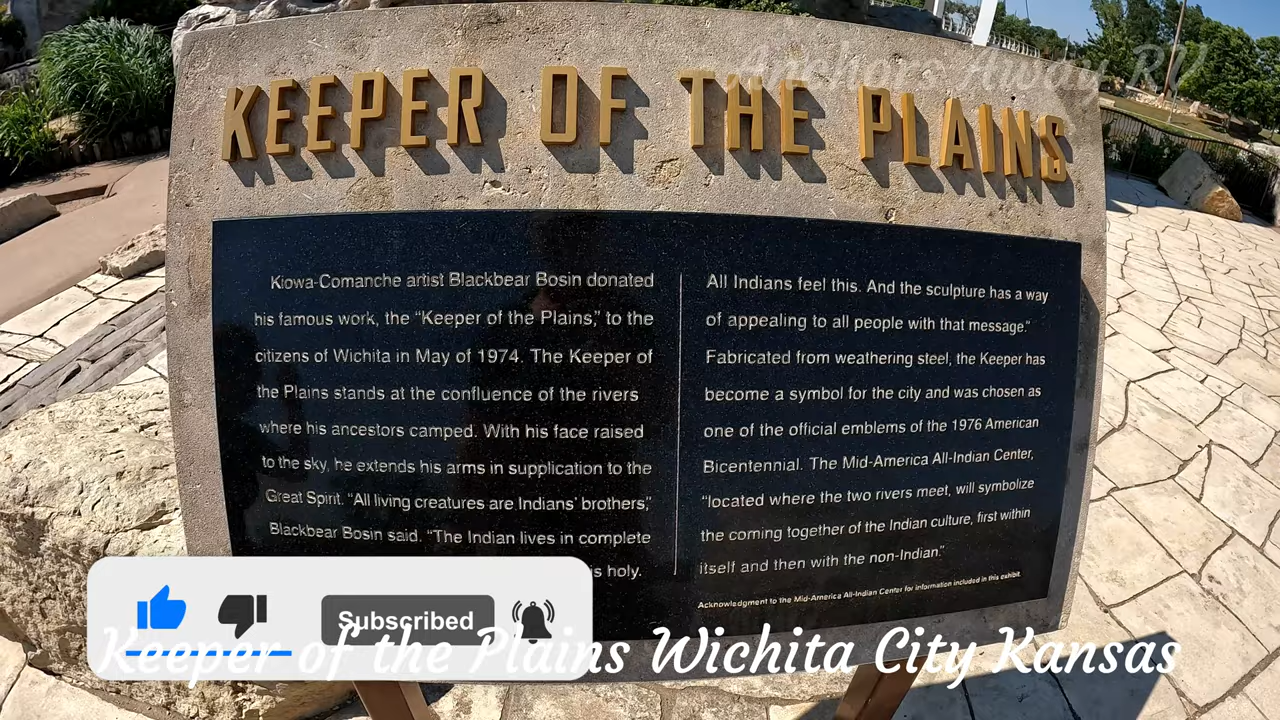 Anchors Away RV
KEEPER OF THE PLAINS
Kiowa-Comanche artist Blackbear Bosin donated
his famous work, the “Keeper of the Plains,” to the
citizens of Wichita in May of 1974. The Keeper of
the Plains stands at the confluence of the rivers
where his ancestors camped. With his face raised
to the sky, he extends his arms in supplication to the
Great Spirit. “All living creatures are Indians’ brothers,”
Blackbear Bosin said. “The Indian lives in complete
is holy.
All Indians feel this. And the sculpture has a way
of appealing to all people with that message.”
Fabricated from weathering steel, the Keeper has
become a symbol for the city and was chosen as
one of the official emblems of the 1976 American
Bicentennial. The Mid-America All-Indian Center,
“located where the two rivers meet, will symbolize
the coming together of the Indian culture, first within
itself and then with the non-Indian.”
Acknowledgment to the Mid-America All-Indian Center for information included in this exhibit.
Subscribed
Keeper of the Plains Wichita City Kansas